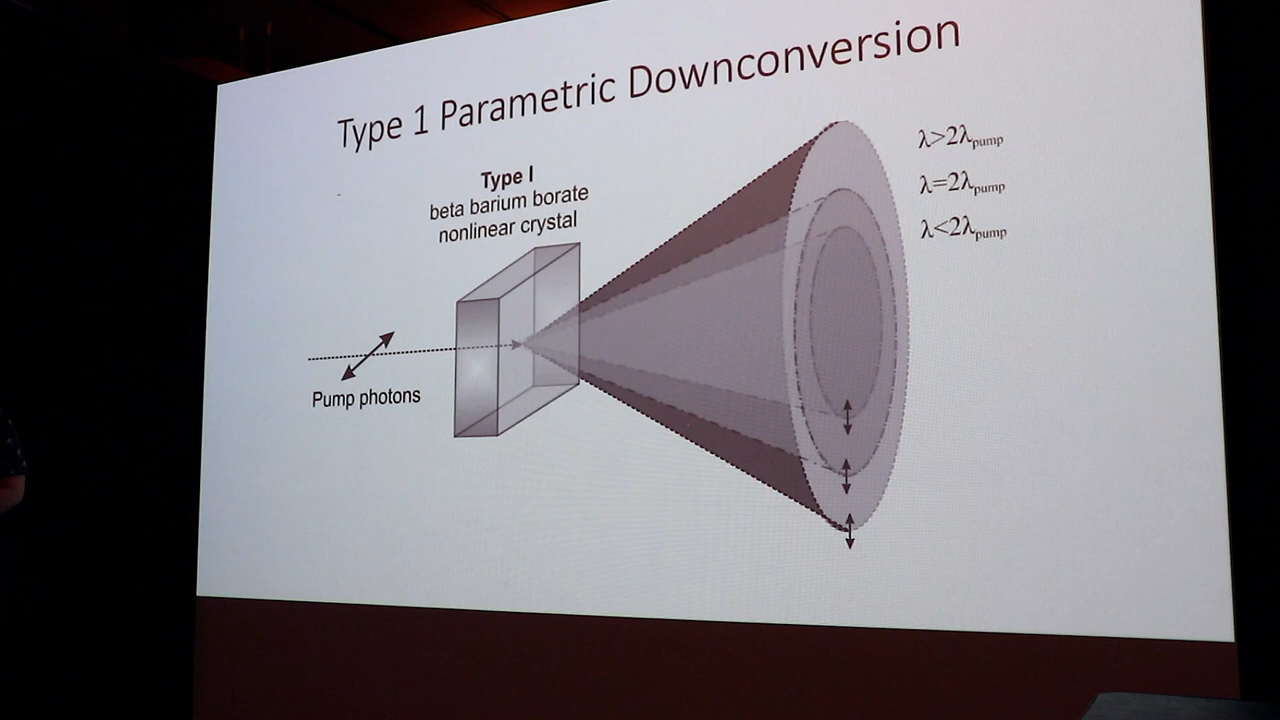 Type 1 Parametric Downconversion
Type I
beta barium borate
nonlinear crystal
Pump photons
λ>2λpump
λ=2λpump
λ<2λpump